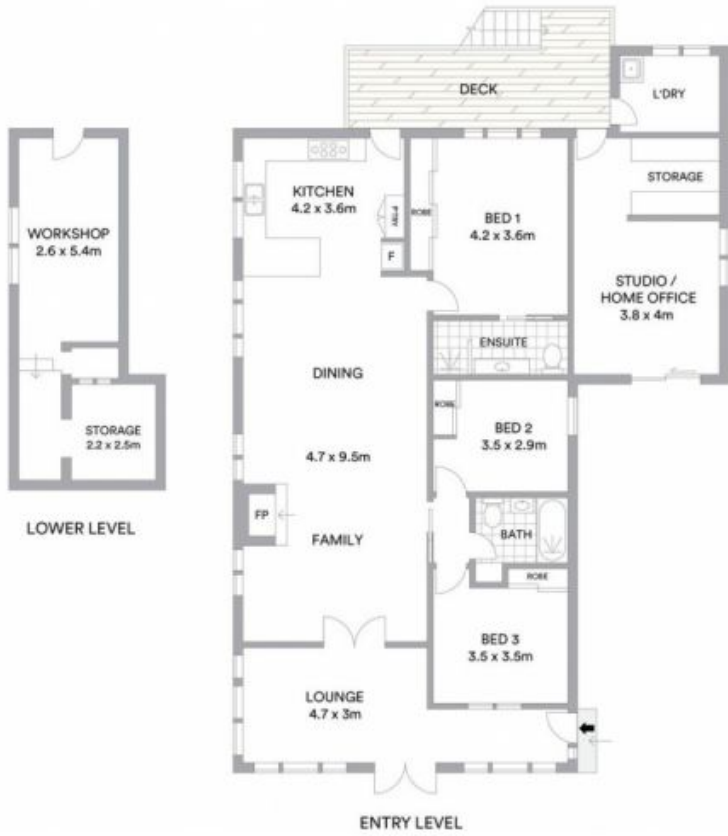 DECK
L'DRY
KITCHEN
4.2 x 3.6m
P'TRY
F
ROBE
BED 1
4.2 x 3.6m
STORAGE
STUDIO /
HOME OFFICE
3.8 x 4m
ENSUITE
DINING
4.7 x 9.5m
ROBE
BED 2
3.5 x 2.9m
FP
FAMILY
BATH
ROBE
BED 3
3.5 x 3.5m
LOUNGE
4.7 x 3m
ENTRY LEVEL
WORKSHOP
2.6 x 5.4m
STORAGE
2.2 x 2.5m
LOWER LEVEL